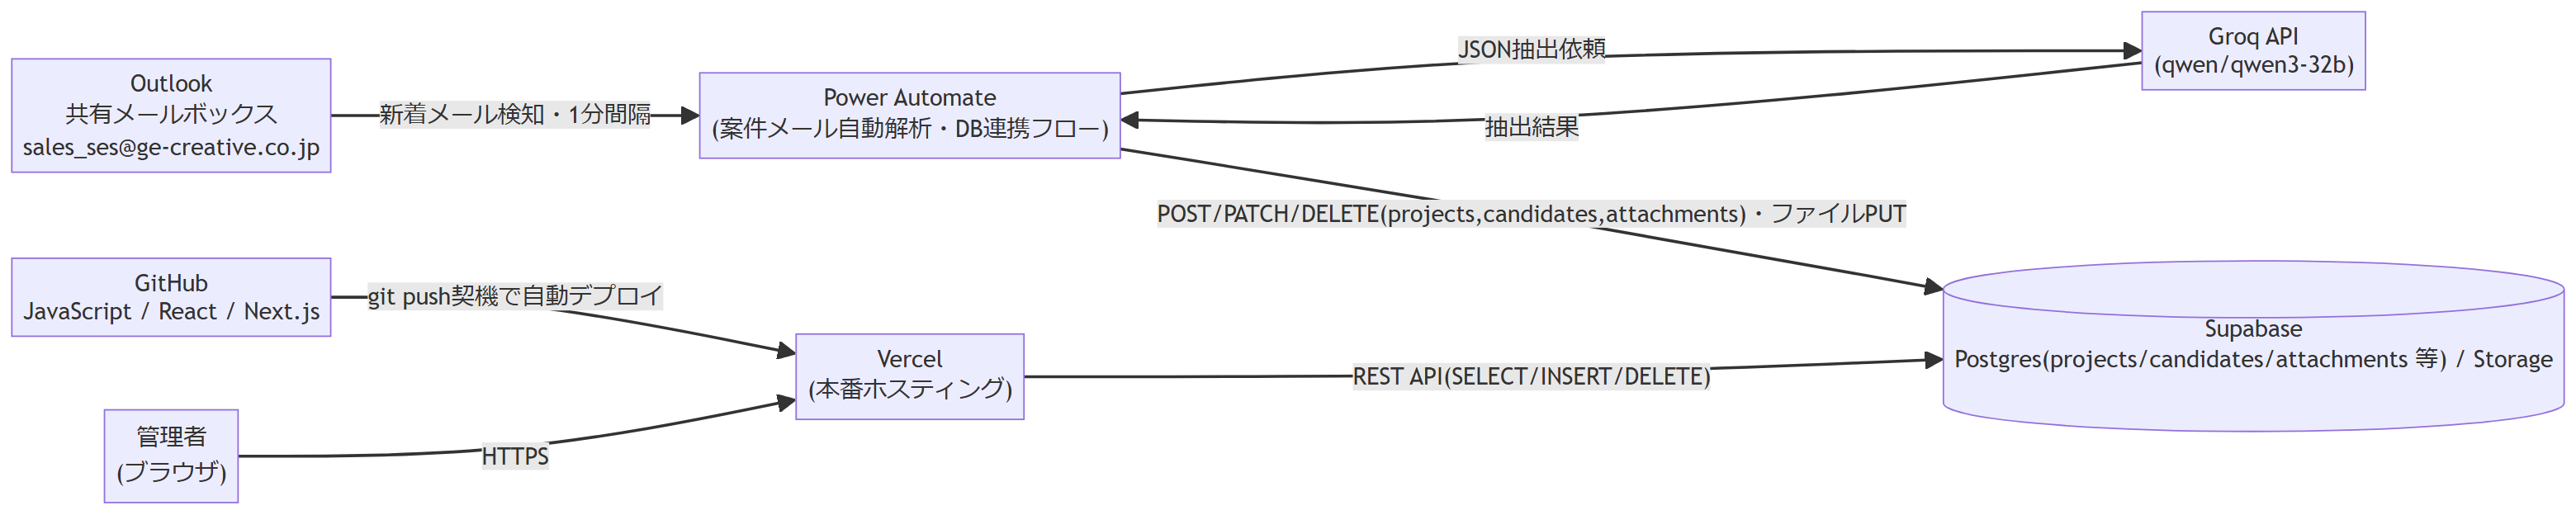 Outlook
共有メールボックス
sales_ses@ge-creative.co.jp
新着メール検知・1分間隔
Power Automate
(案件メール自動解析・DB連携フロー)
JSON抽出依頼
抽出結果
Groq API
(qwen/qwen3-32b)
POST/PATCH/DELETE(projects,candidates,attachments)・ファイルPUT
GitHub
JavaScript / React / Next.js
git push契機で自動デプロイ
Vercel
(本番ホスティング)
REST API(SELECT/INSERT/DELETE)
Supabase
Postgres(projects/candidates/attachments 等) / Storage
管理者
(ブラウザ)
HTTPS